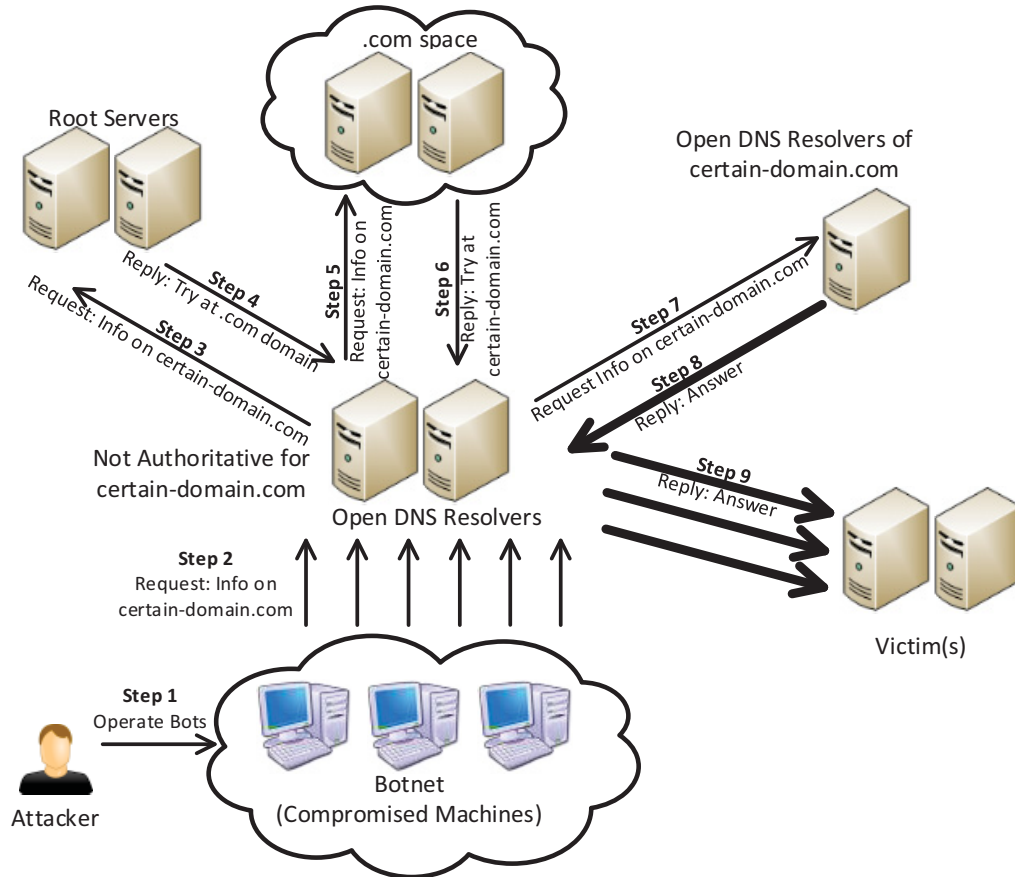 .com space
Root Servers
Open DNS Resolvers of
certain-domain.com
Step 3
Request: Info on certain-domain.com
Step 4
Reply: Try at .com domain
Step 5
Request: Info on
certain-domain.com
Step 6
Reply: Try at
certain-domain.com
Step 7
Request Info on certain-domain.com
Step 8
Reply: Answer
Step 9
Reply: Answer
Not Authoritative for
certain-domain.com
Open DNS Resolvers
Victim(s)
Step 2
Request: Info on
certain-domain.com
Step 1
Operate Bots
Attacker
Botnet
(Compromised Machines)